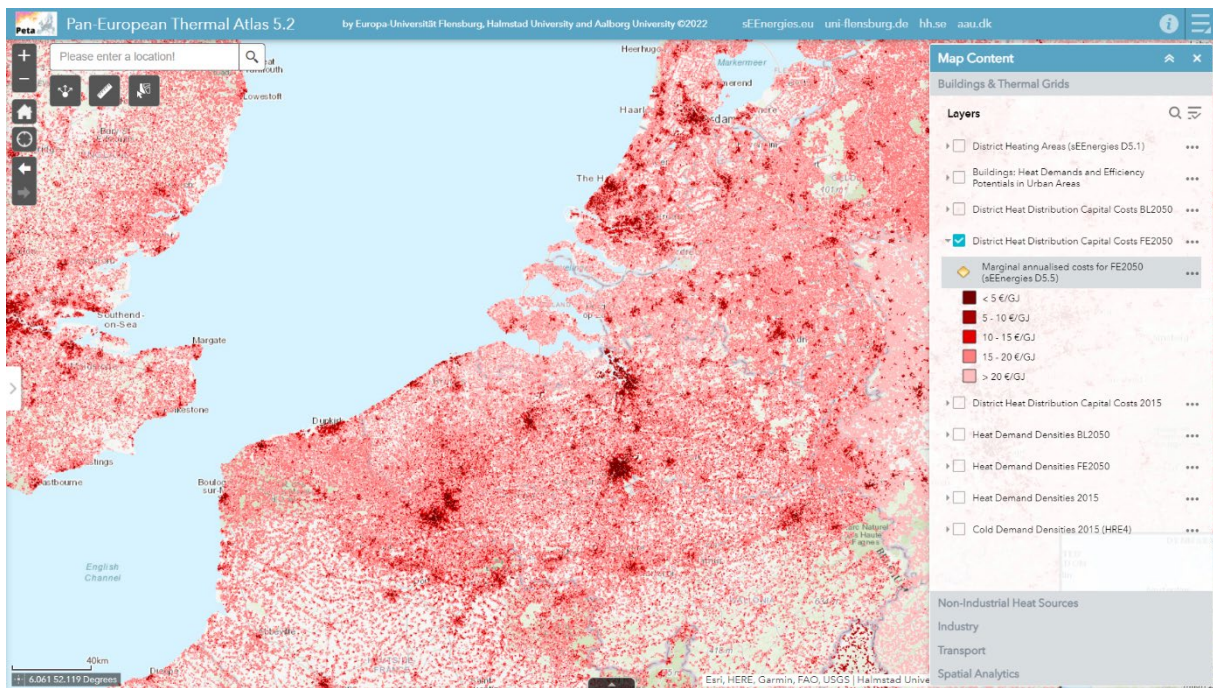 Peta
Pan-European Thermal Atlas 5.2
by Europa-Universität Flensburg, Halmstad University and Aalborg University ©2022
sEEnergies.eu uni-flensburg.de hh.se aau.dk
Please enter a location!
Map Content
Buildings & Thermal Grids
Layers
District Heating Areas (sEEnergies D5.1)
Buildings: Heat Demands and Efficiency
Potentials in Urban Areas
District Heat Distribution Capital Costs BL2050
District Heat Distribution Capital Costs FE2050
Marginal annualised costs for FE2050
(sEEnergies D5.5)
< 5 €/GJ
5 - 10 €/GJ
10 - 15 €/GJ
15 - 20 €/GJ
> 20 €/GJ
District Heat Distribution Capital Costs 2015
Heat Demand Densities BL2050
Heat Demand Densities FE2050
Heat Demand Densities 2015
Cold Demand Densities 2015 (HRE4)
Non-Industrial Heat Sources
Industry
Transport
Spatial Analytics
Heerhugo
Markermeer
Lowestoft
Haarl
The H
Southend-
on-Sea
Margate
Boulog
sur-
English
Channel
40km
6.061 52.119 Degrees
Esri, HERE, Garmin, FAO, USGS | Halmstad Unive